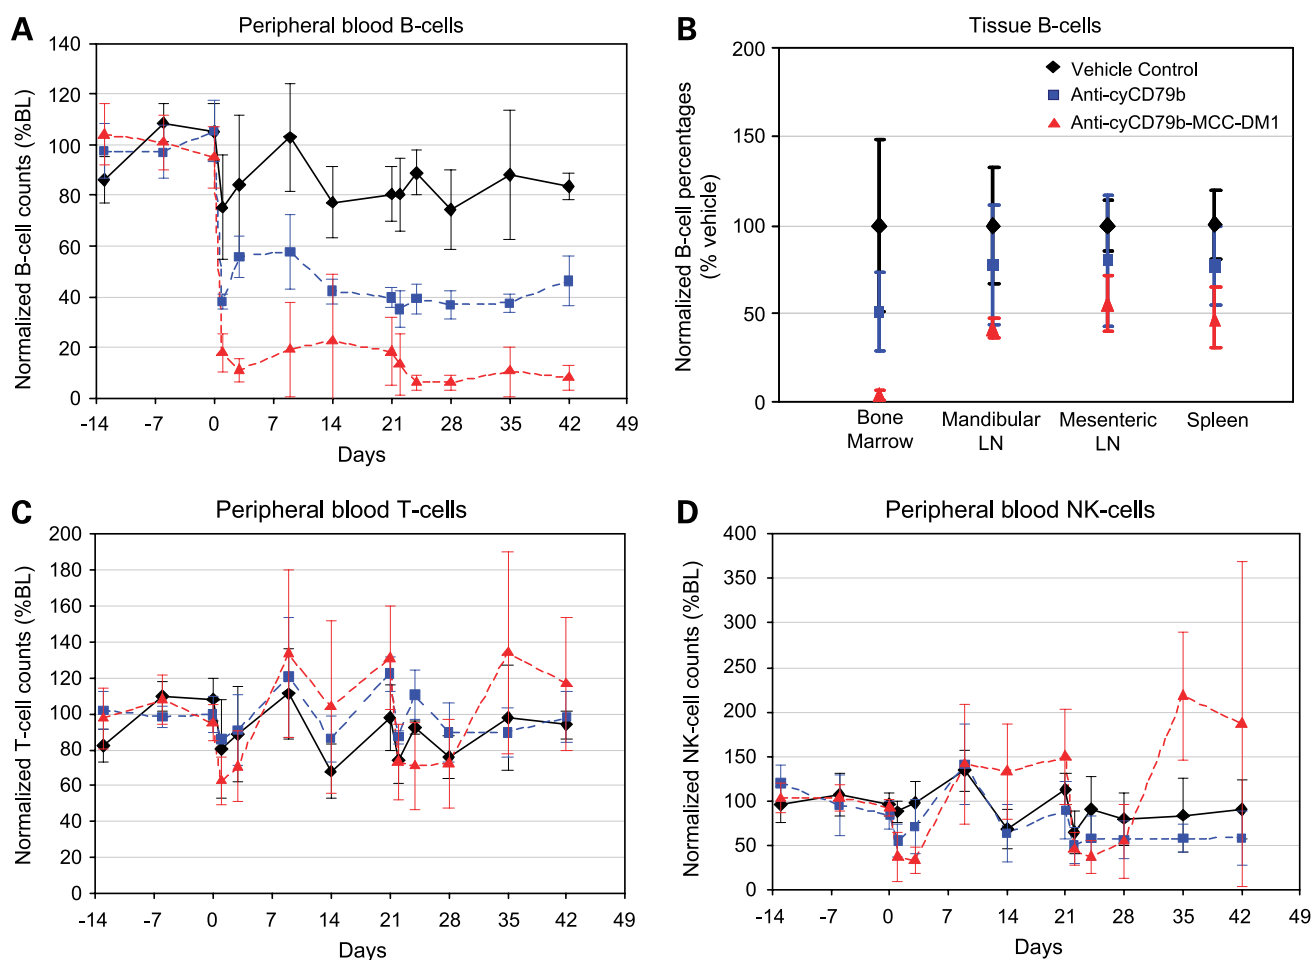 A
Peripheral blood B-cells
Normalized B-cell counts (%BL)
140
120
100
80
60
40
20
0
-14 -7 0 7 14 21 28 35 42 49
Days
B
Tissue B-cells
Normalized B-cell percentages
(% vehicle)
200
150
100
50
0
Vehicle Control
Anti-cyCD79b
Anti-cyCD79b-MCC-DM1
Bone
Marrow
Mandibular
LN
Mesenteric
LN
Spleen
C
Peripheral blood T-cells
Normalized T-cell counts (%BL)
200
180
160
140
120
100
80
60
40
20
0
-14 -7 0 7 14 21 28 35 42 49
Days
D
Peripheral blood NK-cells
Normalized NK-cell counts (%BL)
400
350
300
250
200
150
100
50
0
-14 -7 0 7 14 21 28 35 42 49
Days